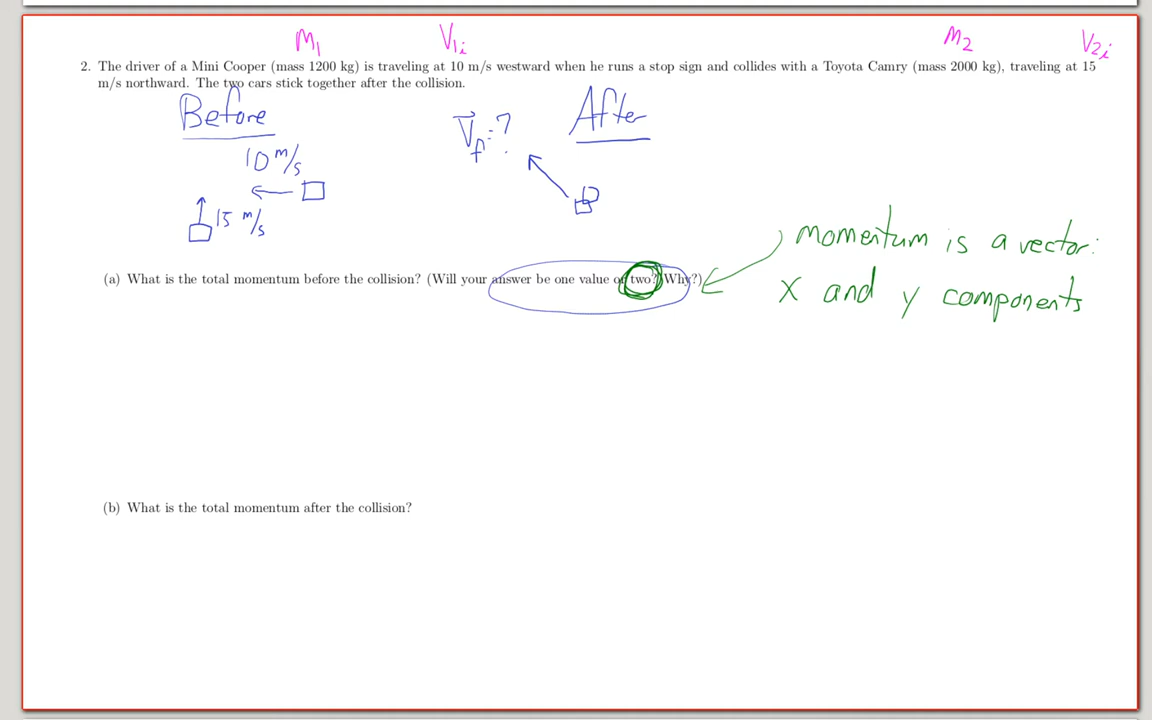 M1 V1i M2 V2i
2. The driver of a Mini Cooper (mass 1200 kg) is traveling at 10 m/s westward when he runs a stop sign and collides with a Toyota Camry (mass 2000 kg), traveling at 15
m/s northward. The two cars stick together after the collision.
Before
Vf=?
After
10 m/s
15 m/s
momentum is a vector:
(a) What is the total momentum before the collision? (Will your answer be one value or two? Why?)
x and y components
(b) What is the total momentum after the collision?